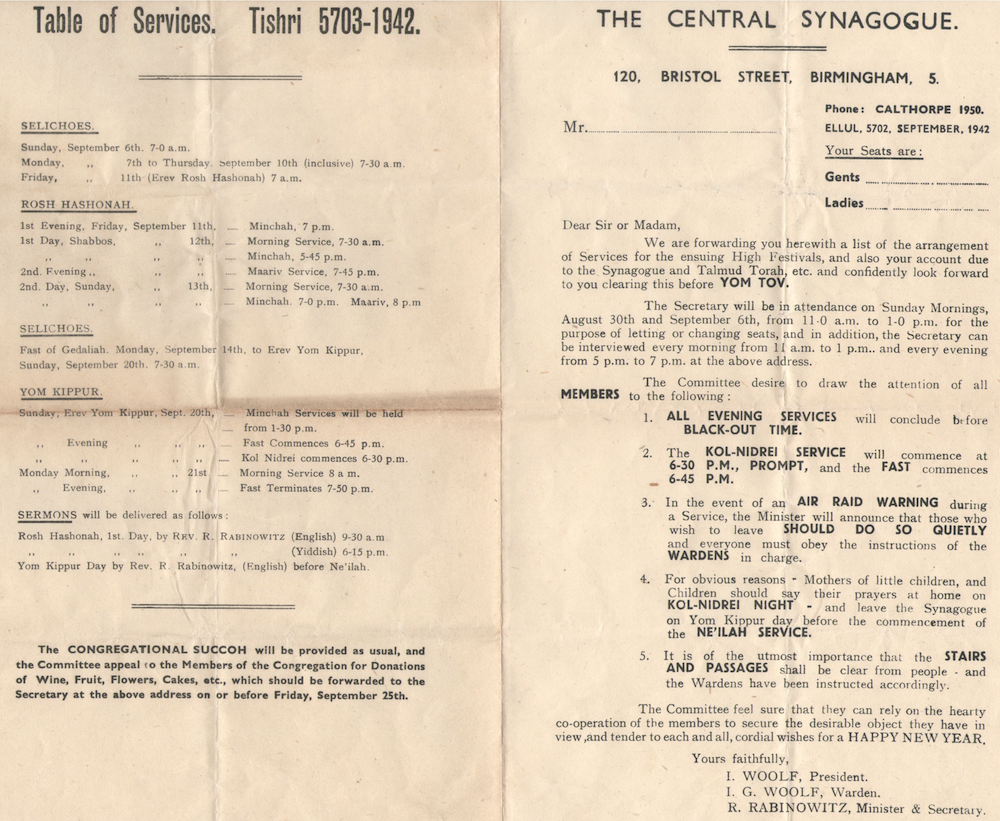 Table of Services. Tishri 5703-1942.
SELICHOES.
Sunday, September 6th. 7-0 a.m.
Monday, ,, 7th to Thursday September 10th (inclusive) 7-30 a.m.
Friday, ,, 11th (Erev Rosh Hashonah) 7 a.m.
ROSH HASHONAH.
1st Evening, Friday, September 11th, — Minchah, 7 p.m.
1st Day, Shabbos, ,, 12th, — Morning Service, 7-30 a.m.
,, ,, ,, ,, — Minchah, 5-45 p.m.
2nd. Evening ,, ,, ,, — Maariv Service, 7-45 p.m.
2nd. Day, Sunday, ,, 13th, — Morning Service, 7-30 a.m.
,, ,, ,, ,, — Minchah. 7-0 p.m. Maariv, 8 p.m
SELICHOES.
Fast of Gedaliah. Monday, September 14th, to Erev Yom Kippur,
Sunday, September 20th. 7-30 a.m.
YOM KIPPUR.
Sunday, Erev Yom Kippur, Sept. 20th, — Minchah Services will be held
— from 1-30 p.m.
,, Evening ,, ,, ,, — Fast Commences 6-45 p.m.
,, ,, ,, ,, ,, — Kol Nidrei commences 6-30 p.m.
Monday Morning, ,, ,, 21st — Morning Service 8 a m.
,, Evening, ,, ,, ,, — Fast Terminates 7-50 p.m.
SERMONS will be delivered as follows:
Rosh Hashonah, 1st. Day, by REV. R. RABINOWITZ (English) 9-30 a.m
,, ,, ,, ,, ,, ,, (Yiddish) 6-15 p.m.
Yom Kippur Day by Rev. R. Rabinowitz, (English) before Ne'ilah.
The CONGREGATIONAL SUCCOH will be provided as usual, and
the Committee appeal to the Members of the Congregation for Donations
of Wine, Fruit, Flowers, Cakes, etc., which should be forwarded to the
Secretary at the above address on or before Friday, September 25th.
THE CENTRAL SYNAGOGUE.
120, BRISTOL STREET, BIRMINGHAM, 5.
Phone: CALTHORPE 1950.
Mr.
ELLUL, 5702, SEPTEMBER, 1942
Your Seats are:
Gents
Ladies
Dear Sir or Madam,
We are forwarding you herewith a list of the arrangement
of Services for the ensuing High Festivals, and also your account due
to the Synagogue and Talmud Torah, etc. and confidently look forward
to you clearing this before YOM TOV.
The Secretary will be in attendance on Sunday Mornings,
August 30th and September 6th, from 11-0 a.m. to 1-0 p.m. for the
purpose of letting or changing seats, and in addition, the Secretary can
be interviewed every morning from 11 a.m. to 1 p.m.. and every evening
from 5 p.m. to 7 p.m. at the above address.
The Committee desire to draw the attention of all
MEMBERS to the following:
1. ALL EVENING SERVICES will conclude before
BLACK-OUT TIME.
2. The KOL-NIDREI SERVICE will commence at
6-30 P.M., PROMPT, and the FAST commences
6-45 P.M.
3. In the event of an AIR RAID WARNING during
a Service, the Minister will announce that those who
wish to leave SHOULD DO SO QUIETLY
and everyone must obey the instructions of the
WARDENS in charge.
4. For obvious reasons - Mothers of little children, and
Children should say their prayers at home on
KOL-NIDREI NIGHT - and leave the Synagogue
on Yom Kippur day before the commencement of
the NE'ILAH SERVICE.
5. It is of the utmost importance that the STAIRS
AND PASSAGES shall be clear from people - and
the Wardens have been instructed accordingly.
The Committee feel sure that they can rely on the hearty
co-operation of the members to secure the desirable object they have in
view ,and tender to each and all, cordial wishes for a HAPPY NEW YEAR.
Yours faithfully,
I. WOOLF, President.
I. G. WOOLF, Warden.
R. RABINOWITZ, Minister & Secretary.